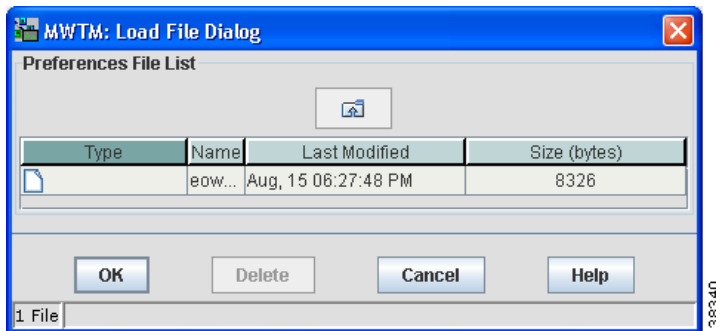 MWTM: Load File Dialog
Preferences File List
Type Name Last Modified Size (bytes)
eow... Aug, 15 06:27:48 PM 8326
OK Delete Cancel Help
1 File
38340